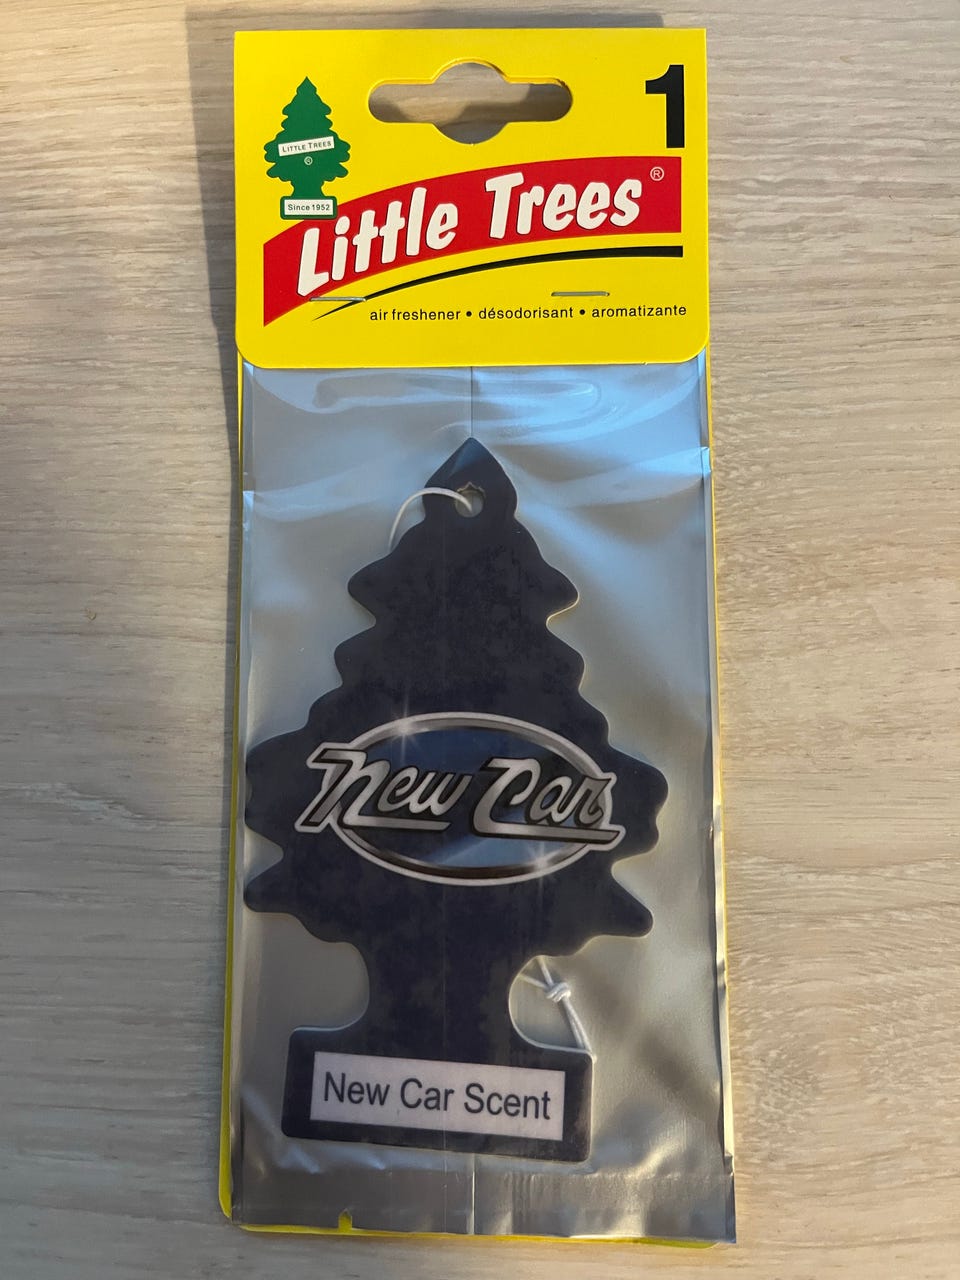 1
LITTLE TREES
®
Since 1952
Little Trees®
air freshener • désodorisant • aromatizante
New Car
New Car Scent